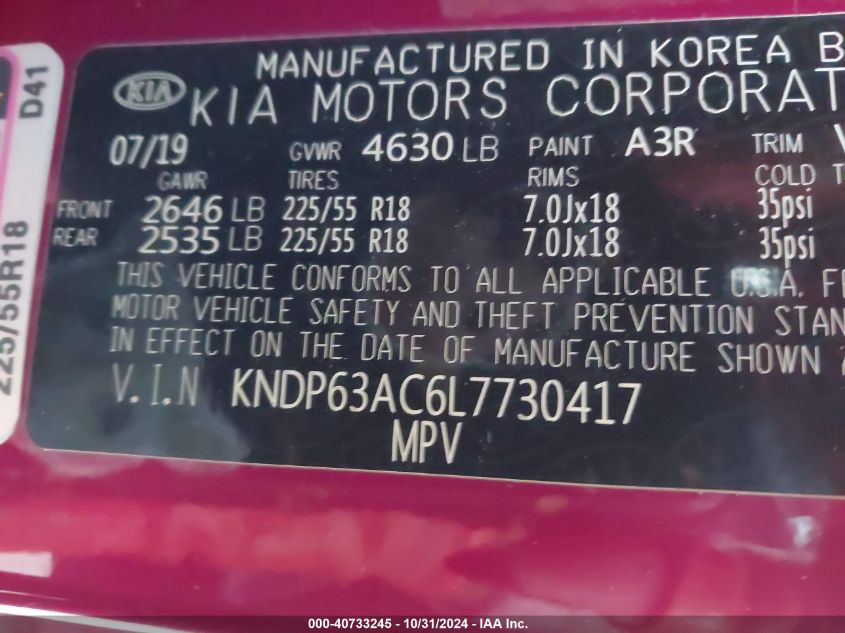 MANUFACTURED IN KOREA B
KIA KIA MOTORS CORPORAT
07/19 GVWR 4630 LB PAINT A3R TRIM
GAWR TIRES RIMS COLD
FRONT 2646 LB 225/55 R18 7.0Jx18 35psi
REAR 2535 LB 225/55 R18 7.0Jx18 35psi
THIS VEHICLE CONFORMS TO ALL APPLICABLE U.S.A. FE
MOTOR VEHICLE SAFETY AND THEFT PREVENTION STAN
IN EFFECT ON THE DATE OF MANUFACTURE SHOWN
V.I.N KNDP63AC6L7730417
MPV
D41
225/55R18
000-40733245 - 10/31/2024 - IAA Inc.